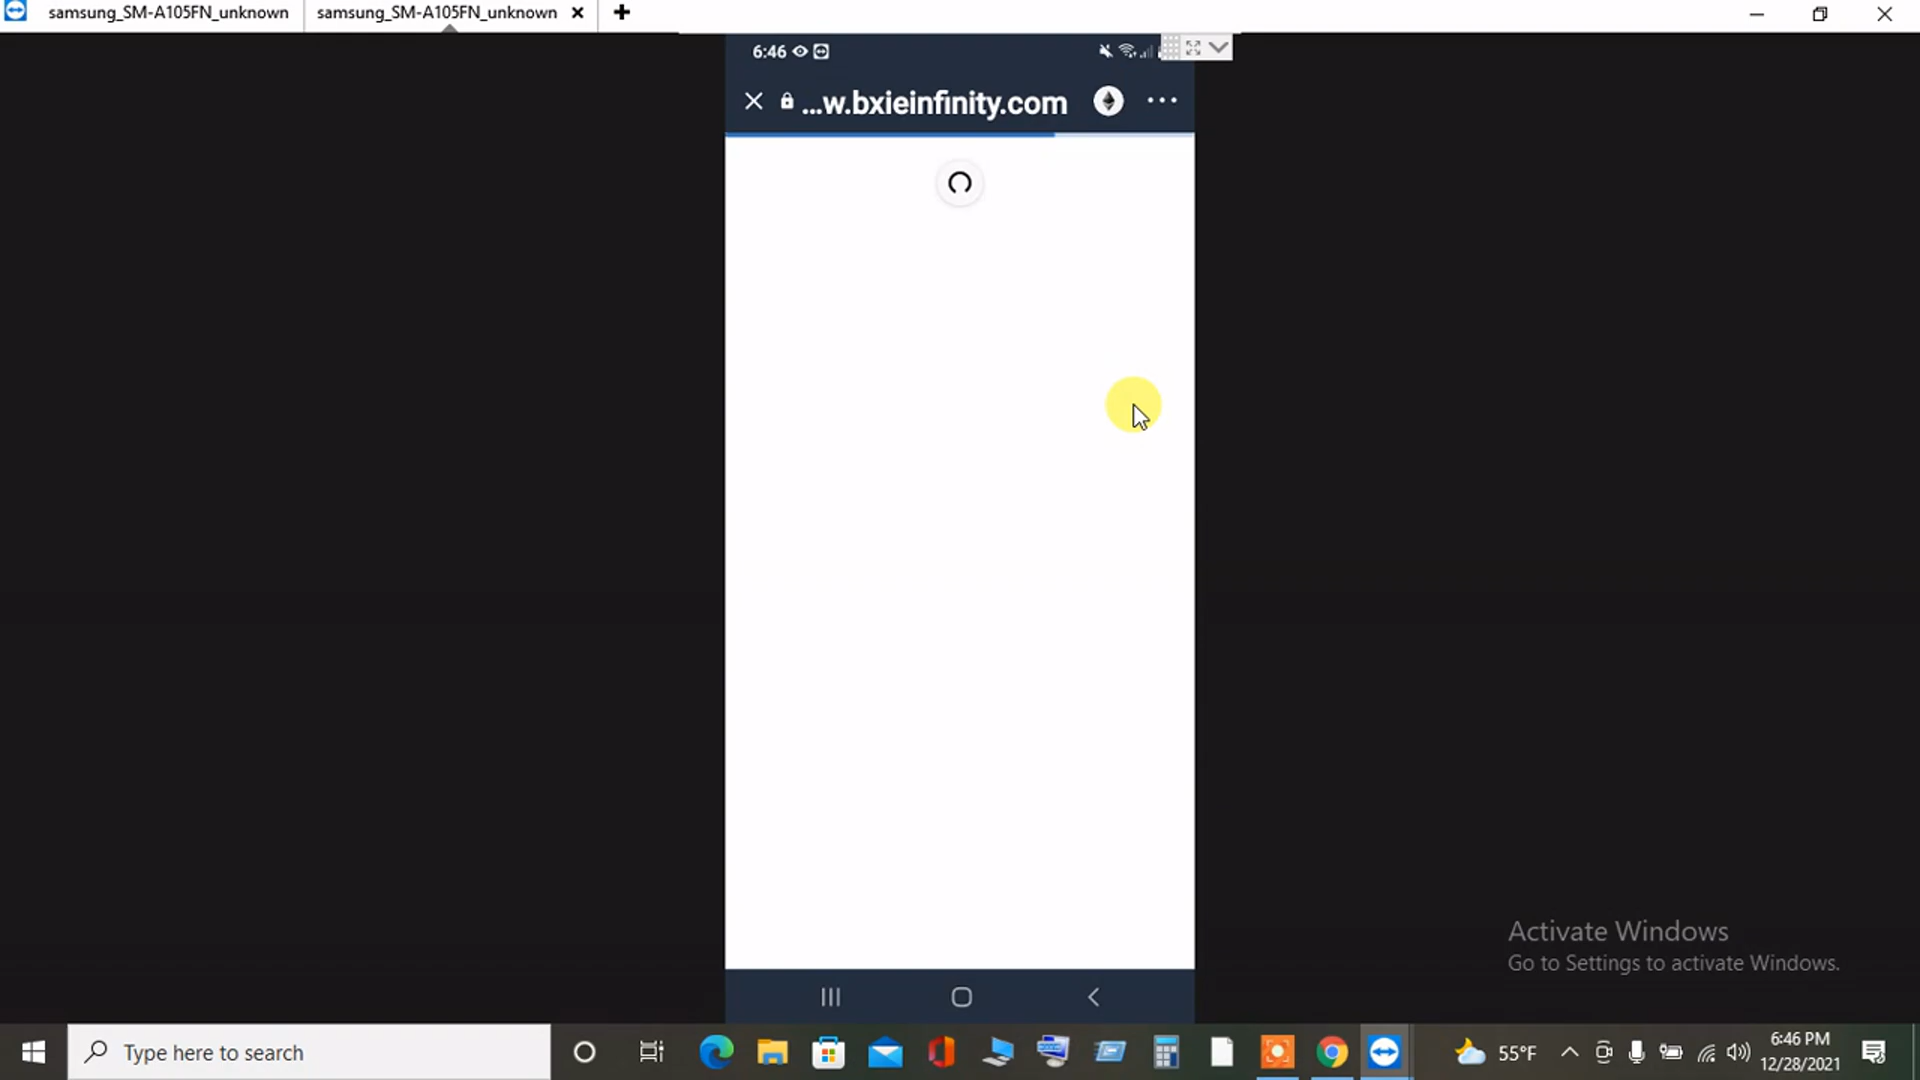 samsung_SM-A105FN_unknown samsung_SM-A105FN_unknown
6:46
...w.bxieinfinity.com
Activate Windows
Go to Settings to activate Windows.
Type here to search
55°F
6:46 PM
12/28/2021